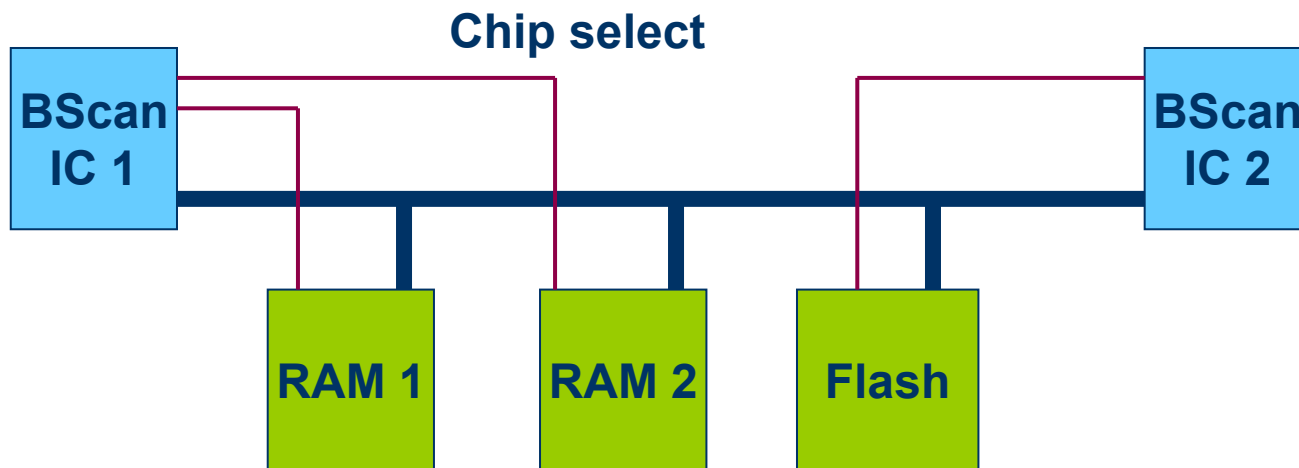 Chip select
BScan
IC 1
BScan
IC 2
RAM 1
RAM 2
Flash